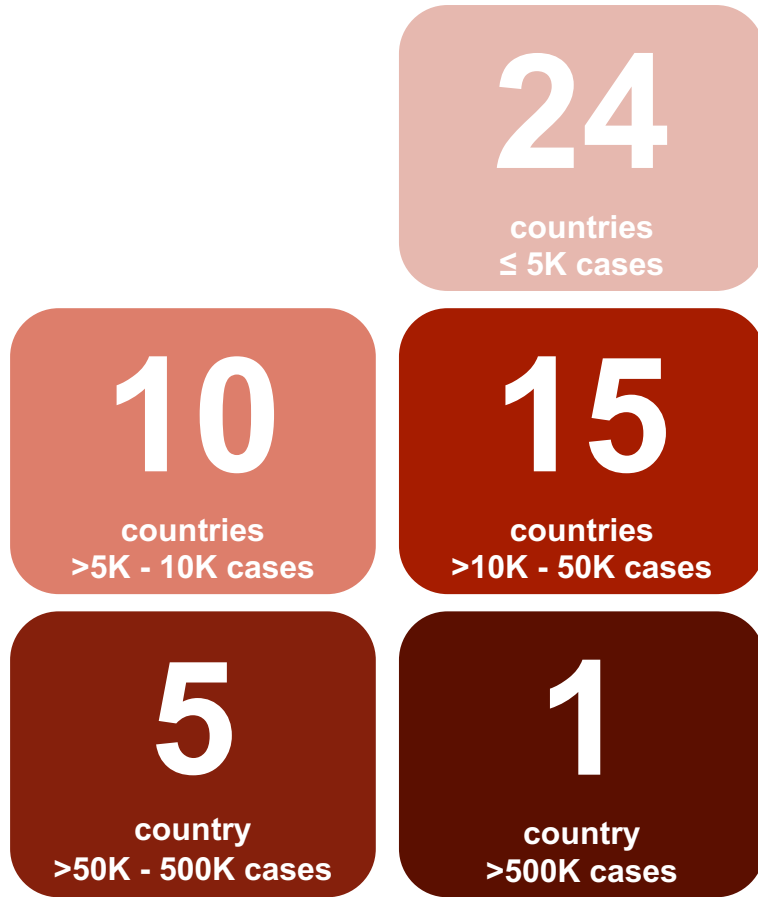 24
countries
≤ 5K cases
10
countries
>5K - 10K cases
15
countries
>10K - 50K cases
5
country
>50K - 500K cases
1
country
>500K cases